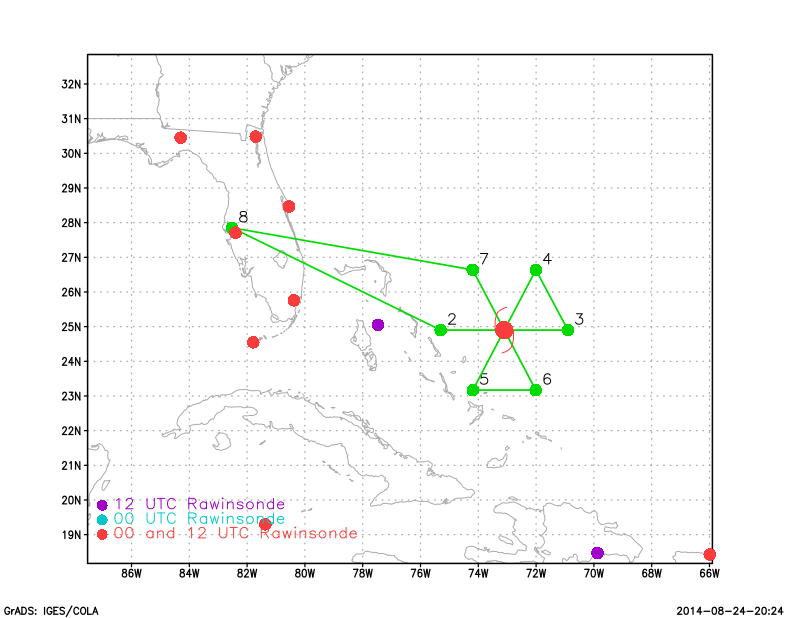 32N
31N
30N
29N
28N
27N
26N
25N
24N
23N
22N
21N
20N
19N
8
7
4
2
3
5
6
12 UTC Rawinsonde
00 UTC Rawinsonde
00 and 12 UTC Rawinsonde
86W 84W 82W 80W 78W 76W 74W 72W 70W 68W 66W
GrADS: IGES/COLA
2014-08-24-20:24